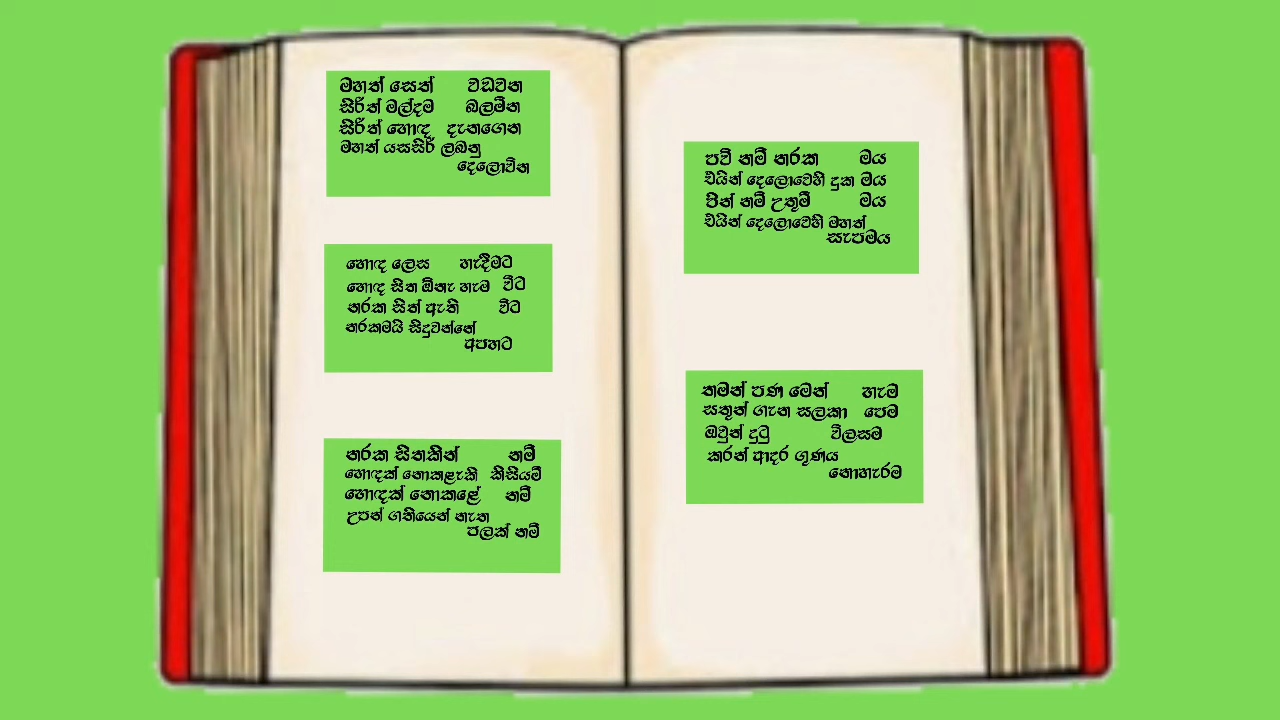 මහත් සෙත් වඩවන
සිරිත් මල්දම බලමින
සිරිත් හොඳ දැනගෙන
මහත් යසසිරි ලබනු
දෙලොවින
හොඳ ලෙස හැදීමට
හොඳ සිත ඕනෑ හැම විට
නරක සිත් ඇති විට
නරකමයි සිදුවන්නේ
අපහට
නරක සිතකින් නම්
හොඳක් නොකළැකි කිසියම්
හොඳක් නොකළේ නම්
උපන් ගතියෙන් නැත
පලක් නම්
පව් නම් නරක මය
එයින් දෙලොවෙහි දුක මය
පින් නම් උතුම් මය
එයින් දෙලොවෙහි මහත්
සැපමය
තමන් පණ මෙන් හැම
සතුන් ගැන සලකා පෙම
ඔවුන් දුටු විලසම
කරන් ආදර ගුණය
නොහැරම